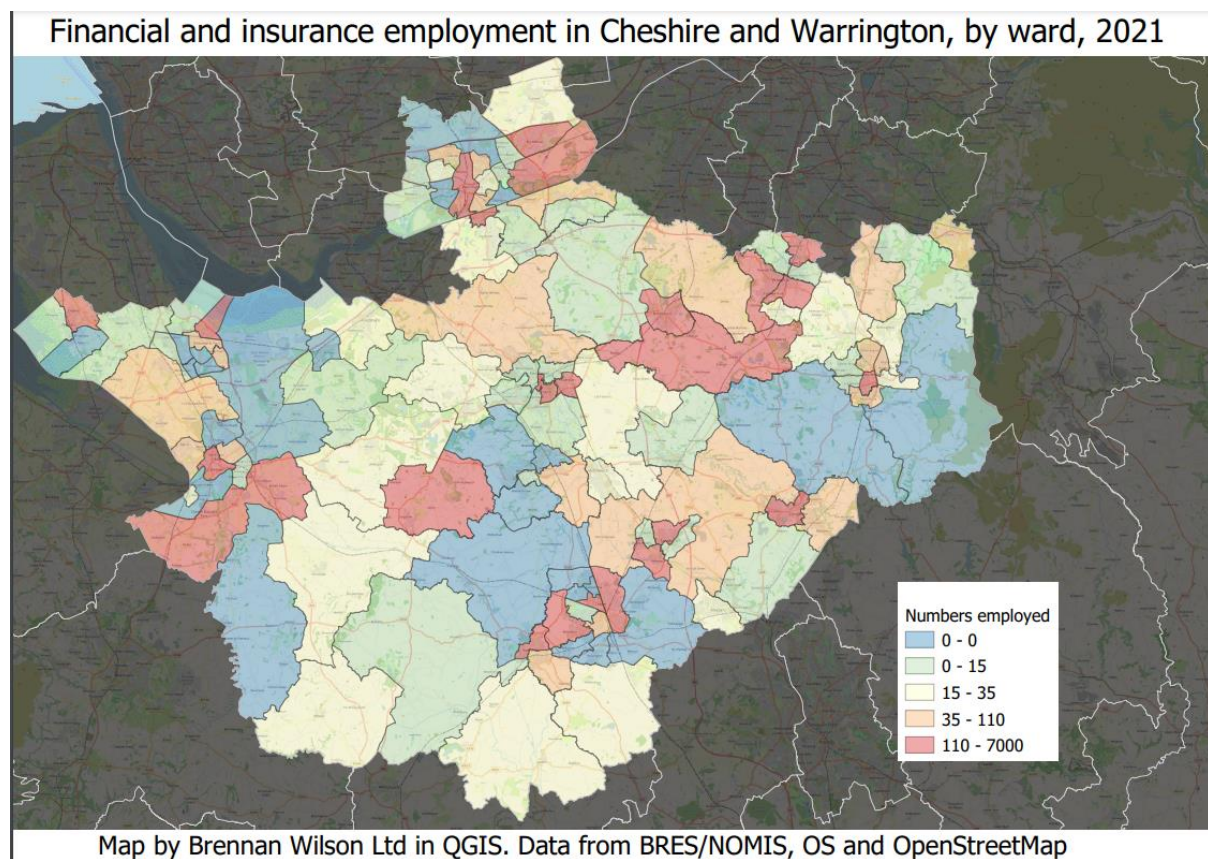 Financial and insurance employment in Cheshire and Warrington, by ward, 2021
Numbers employed
0 - 0
0 - 15
15 - 35
35 - 110
110 - 7000
Map by Brennan Wilson Ltd in QGIS. Data from BRES/NOMIS, OS and OpenStreetMap